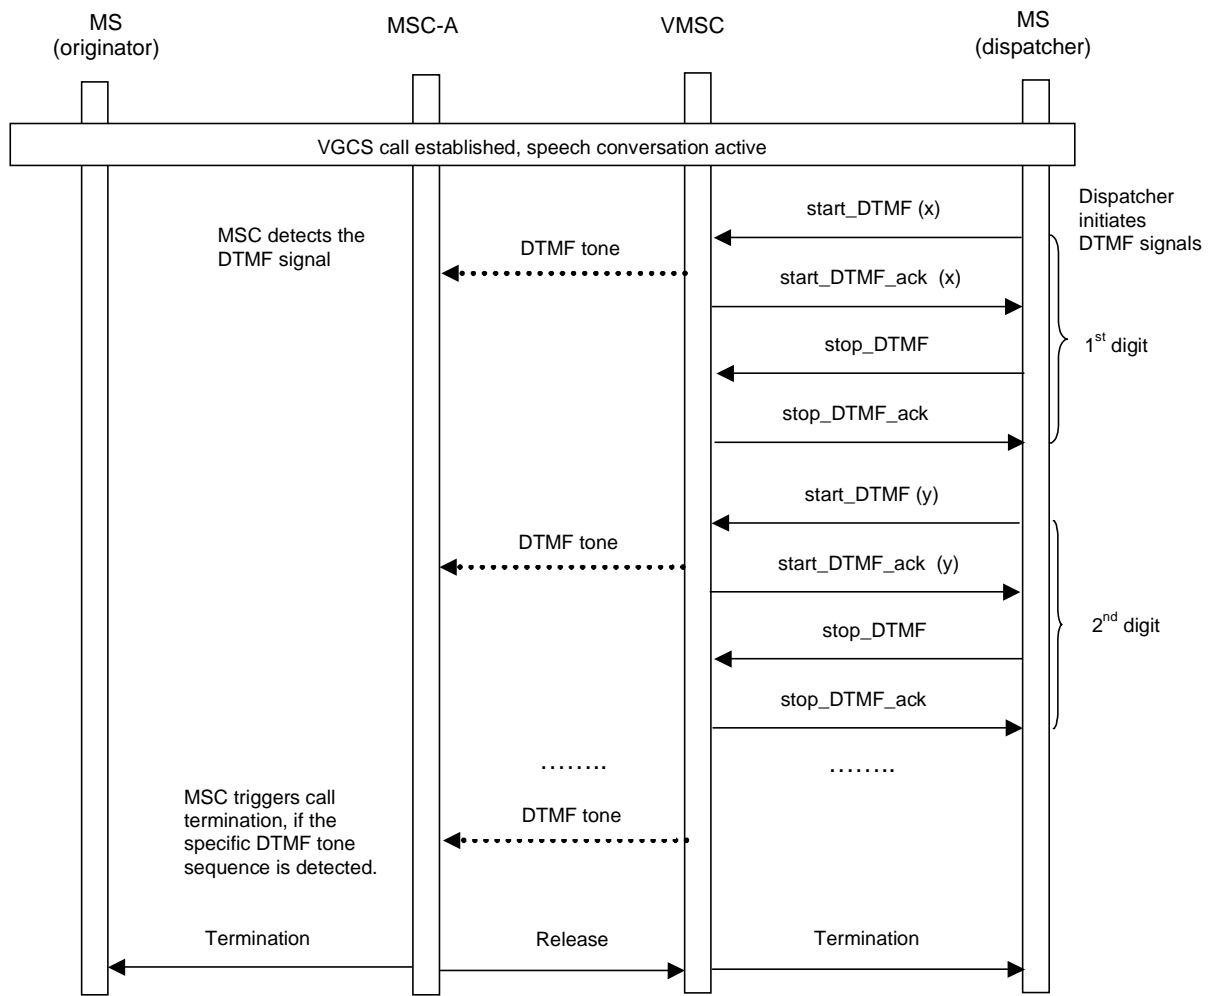 MS
(originator)
MSC-A
VMSC
MS
(dispatcher)
VGCS call established, speech conversation active
start_DTMF (x)
Dispatcher
initiates
DTMF signals
MSC detects the
DTMF signal
DTMF tone
start_DTMF_ack (x)
stop_DTMF
1st digit
stop_DTMF_ack
start_DTMF (y)
DTMF tone
start_DTMF_ack (y)
stop_DTMF
2nd digit
stop_DTMF_ack
........
........
MSC triggers call
termination, if the
specific DTMF tone
sequence is detected.
DTMF tone
Termination
Release
Termination